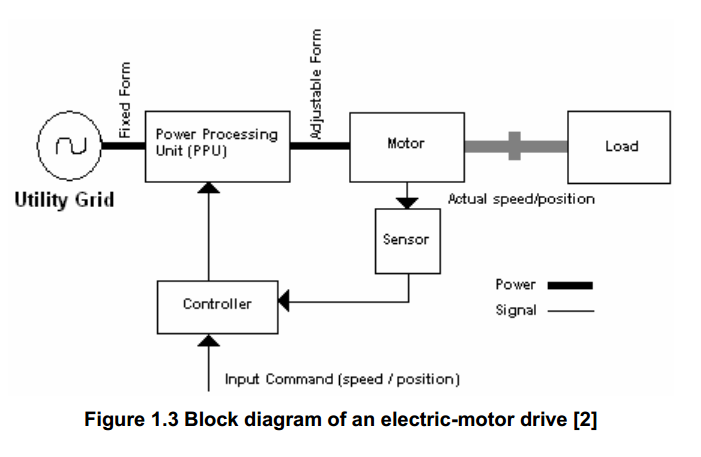 Fixed Form
Adjustable Form
Power Processing
Unit (PPU)
Motor
Load
Utility Grid
Actual speed/position
Sensor
Power
Signal
Controller
Input Command (speed / position)
Figure 1.3 Block diagram of an electric-motor drive [2]